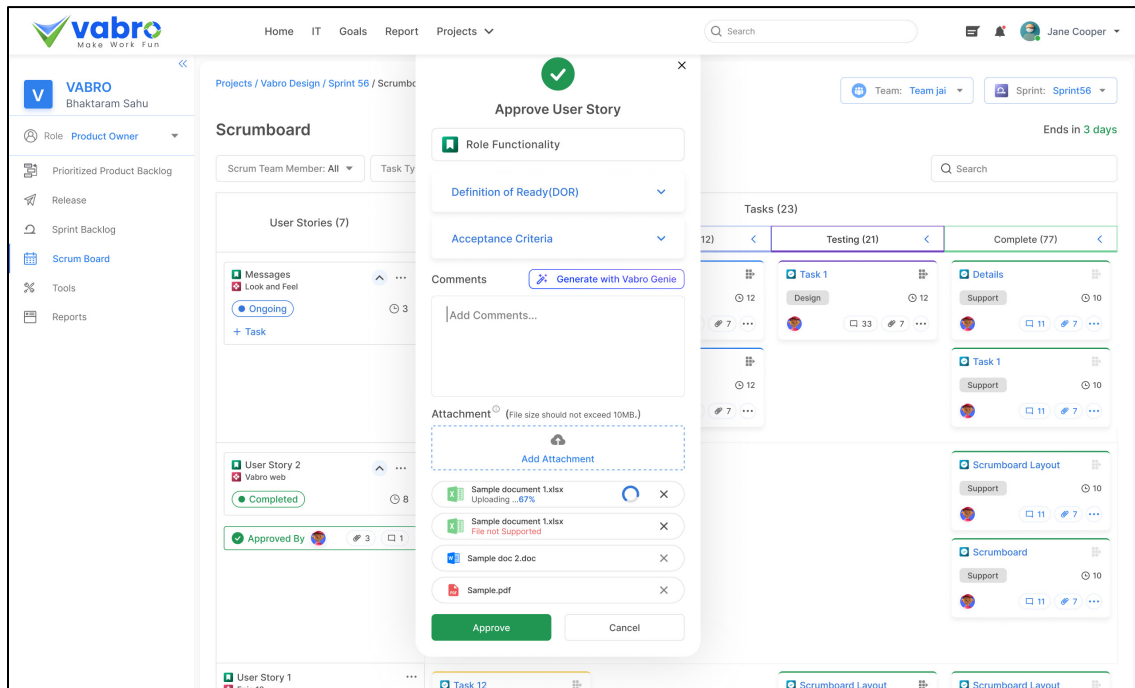 vabro
Make Work Fun
Home IT Goals Report Projects
Search
Jane Cooper
V
VABRO
Bhaktaram Sahu
Role Product Owner
Prioritized Product Backlog
Release
Sprint Backlog
Scrum Board
Tools
Reports
Projects / Vabro Design / Sprint 56 / Scrumbo
Team: Team jai
Sprint: Sprint56
Scrumboard
Ends in 3 days
Scrum Team Member: All
Task Ty
Search
User Stories (7)
Tasks (23)
12)
Testing (21)
Complete (77)
Messages
Look and Feel
Ongoing
3
+ Task
User Story 2
Vabro web
Completed
8
Approved By
3
1
User Story 1
Approve User Story
Role Functionality
Definition of Ready(DOR)
Acceptance Criteria
Comments
Generate with Vabro Genie
Add Comments...
Attachment (File size should not exceed 10MB.)
Add Attachment
Sample document 1.xlsx
Uploading ...67%
Sample document 1.xlsx
File not Supported
Sample doc 2.doc
Sample.pdf
Approve
Cancel
12
7
12
7
Task 12
Task 1
Design
12
33
7
Scrumboard Layout
Details
Support
10
11
7
Task 1
Support
10
11
7
Scrumboard Layout
Support
10
11
7
Scrumboard
Support
10
11
7
Scrumboard Layout